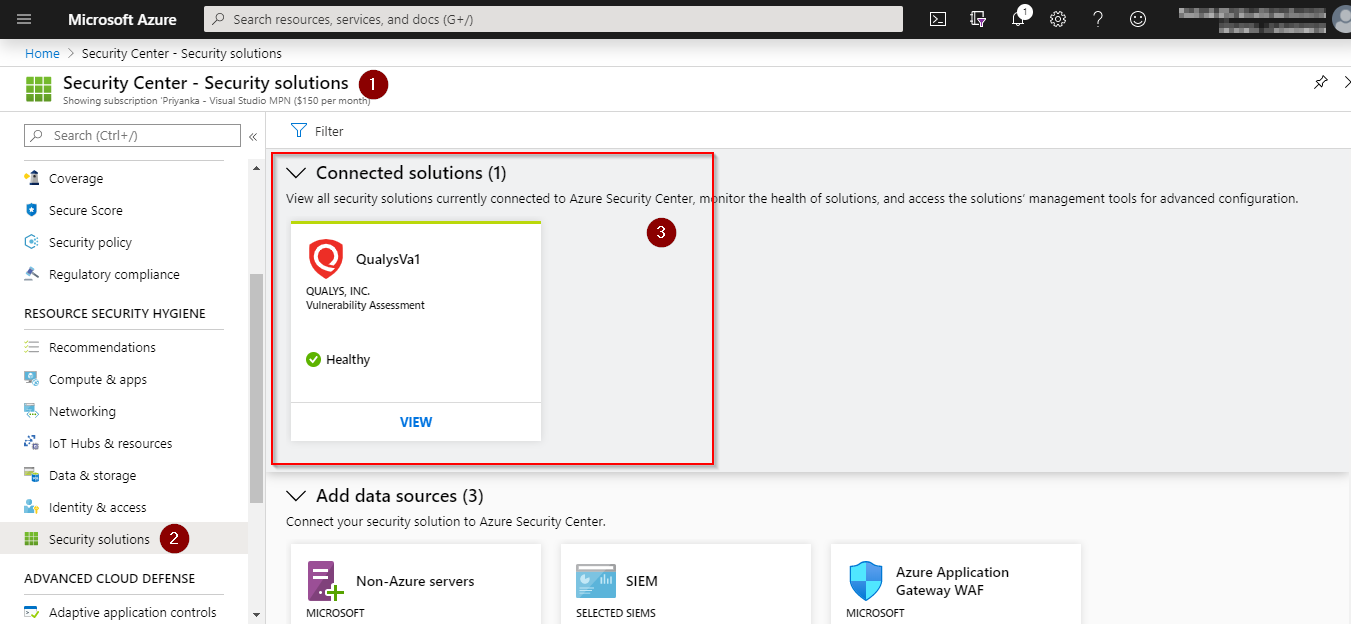 Microsoft Azure
Search resources, services, and docs (G+/)
1
Home > Security Center - Security solutions
Security Center - Security solutions
1
Showing subscription 'Priyanka - Visual Studio MPN ($150 per month)
Search (Ctrl+/)
«
Coverage
Secure Score
Security policy
Regulatory compliance
RESOURCE SECURITY HYGIENE
Recommendations
Compute & apps
Networking
IoT Hubs & resources
Data & storage
Identity & access
Security solutions
2
ADVANCED CLOUD DEFENSE
Adaptive application controls
Filter
Connected solutions (1)
View all security solutions currently connected to Azure Security Center, monitor the health of solutions, and access the solutions' management tools for advanced configuration.
3
QualysVa1
QUALYS, INC.
Vulnerability Assessment
Healthy
VIEW
Add data sources (3)
Connect your security solution to Azure Security Center.
Non-Azure servers
MICROSOFT
SIEM
SELECTED SIEMS
Azure Application
Gateway WAF
MICROSOFT